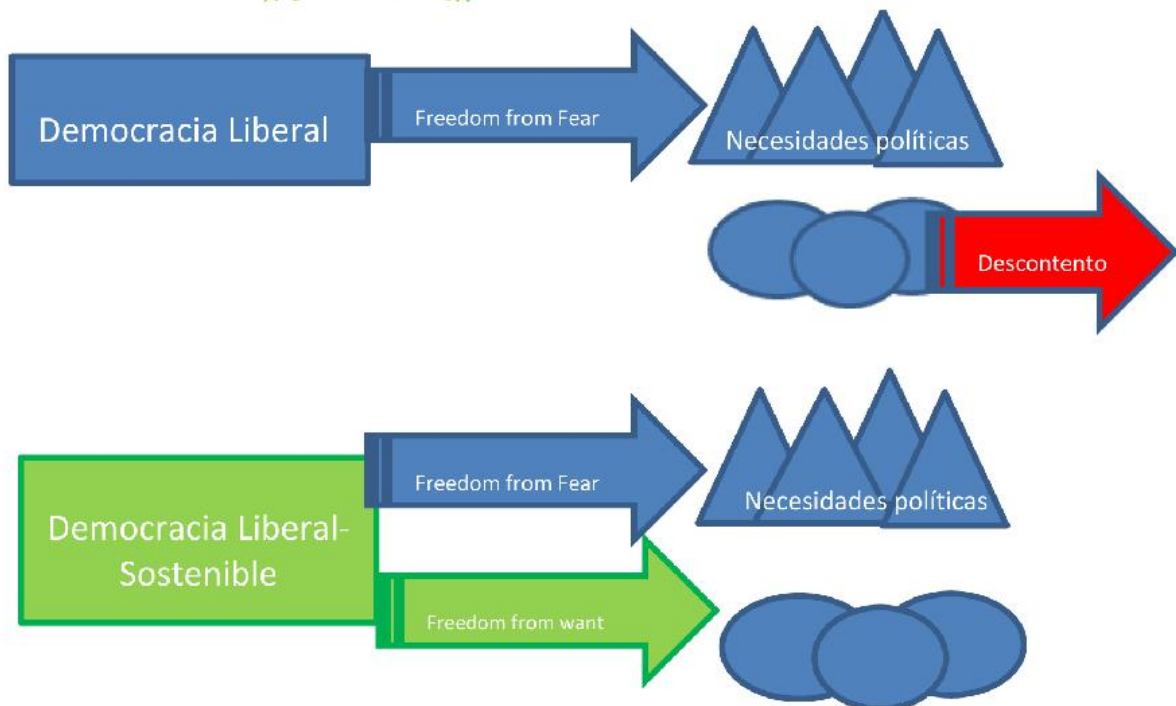 Democracia Liberal
Freedom from Fear
Necesidades políticas
Descontento
Democracia Liberal-
Sostenible
Freedom from Fear
Necesidades políticas
Freedom from want